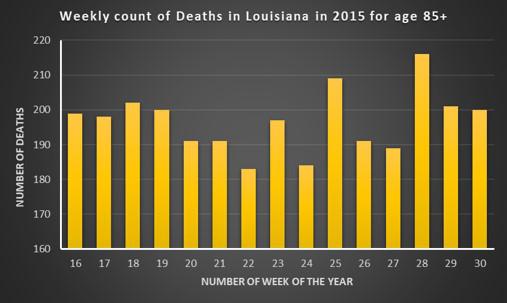 Weekly count of Deaths in Louisiana in 2015 for age 85+
220
210
200
190
180
170
160
NUMBER OF DEATHS
16 17 18 19 20 21 22 23 24 25 26 27 28 29 30
NUMBER OF WEEK OF THE YEAR